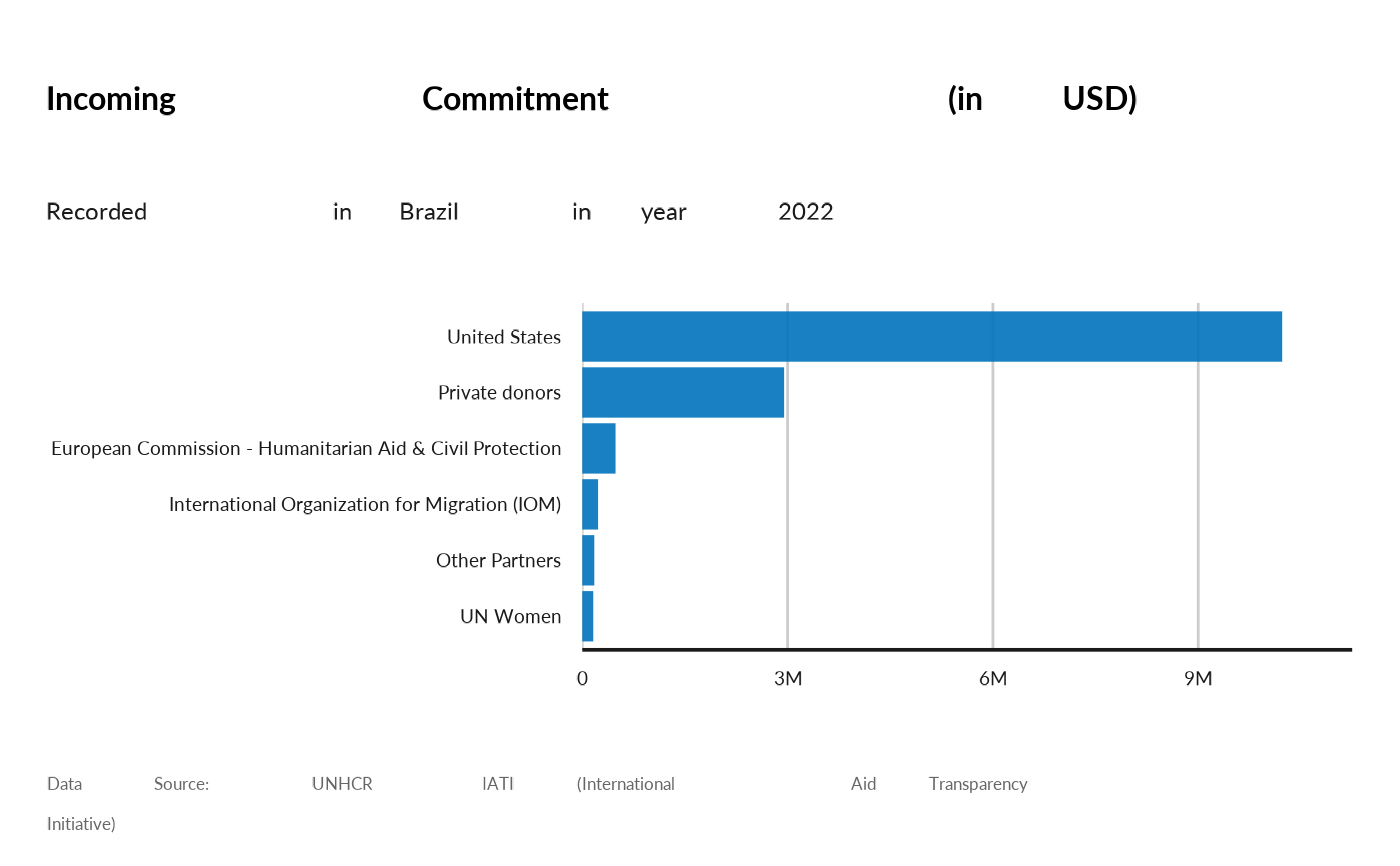 Incoming Commitment (in USD)
Recorded in Brazil in year 2022
United States
Private donors
European Commission - Humanitarian Aid & Civil Protection
International Organization for Migration (IOM)
Other Partners
UN Women
0 3M 6M 9M
Data Source: UNHCR IATI (International Aid Transparency
Initiative)